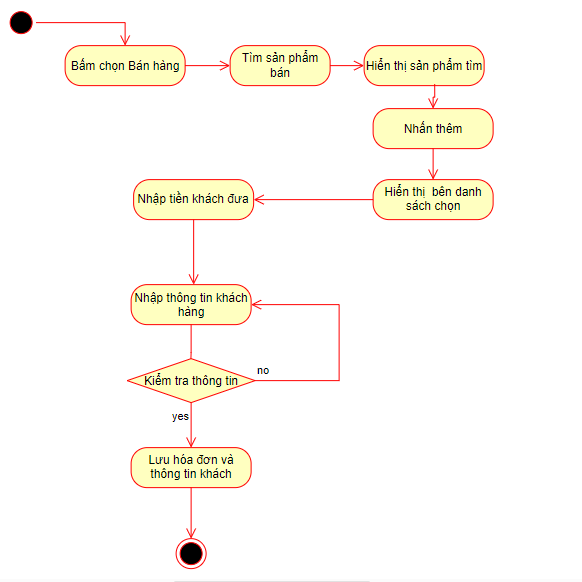 Bấm chọn Bán hàng
Tìm sản phẩm
bán
Hiển thị sản phẩm tìm
Nhấn thêm
Hiển thị bên danh
sách chọn
Nhập tiền khách đưa
Nhập thông tin khách
hàng
Kiểm tra thông tin
no
yes
Lưu hóa đơn và
thông tin khách